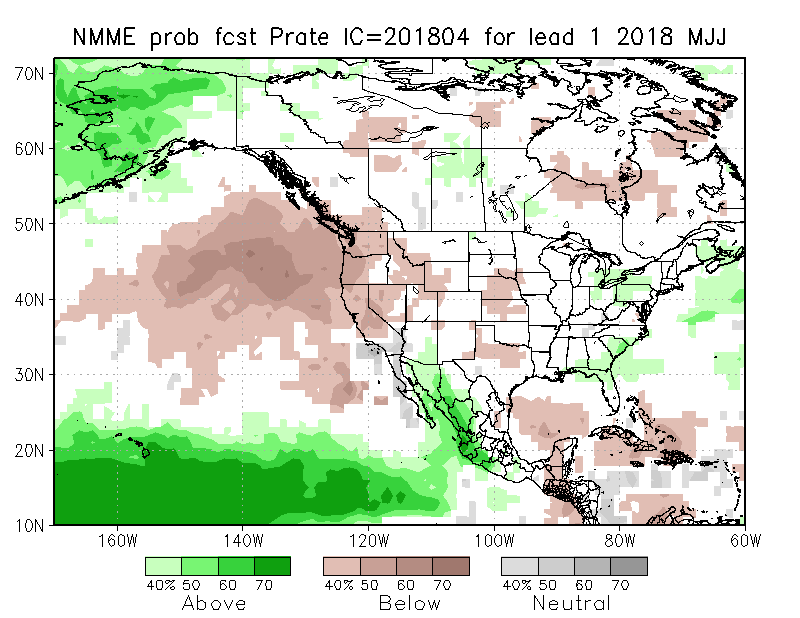 NMME prob fcst Prate IC=201804 for lead 1 2018 MJJ
70N
60N
50N
40N
30N
20N
10N
160W 140W 120W 100W 80W 60W
40% 50 60 70 40% 50 60 70 40% 50 60 70
Above Below Neutral